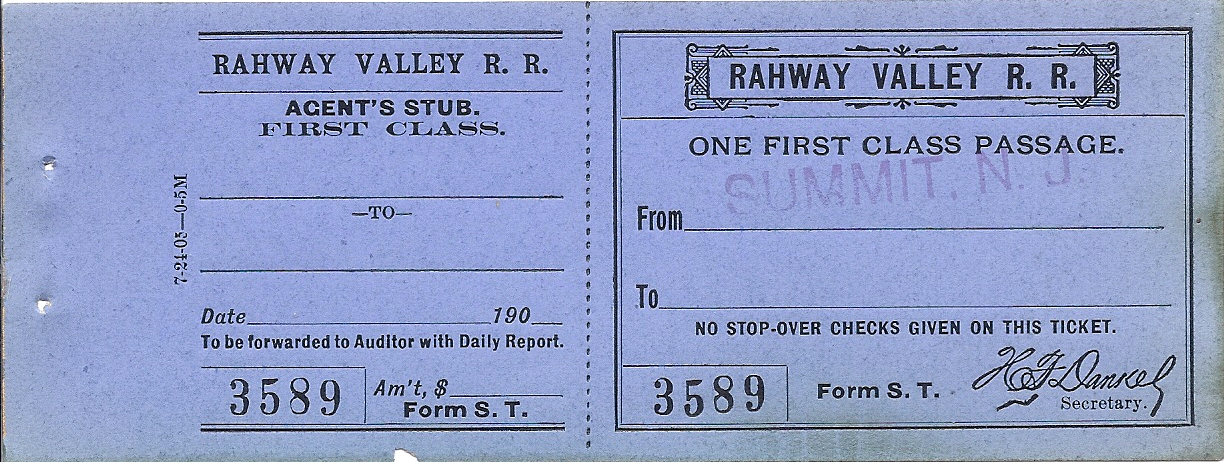 RAHWAY VALLEY R. R.
AGENT'S STUB.
FIRST CLASS.
—TO—
7-24-05—0-5M
Date 190
To be forwarded to Auditor with Daily Report.
3589
Am't, $
Form S. T.
RAHWAY VALLEY R. R.
ONE FIRST CLASS PASSAGE.
SUMMIT, N. J.
From
To
NO STOP-OVER CHECKS GIVEN ON THIS TICKET.
3589
Form S. T.
H F Dankel
Secretary.